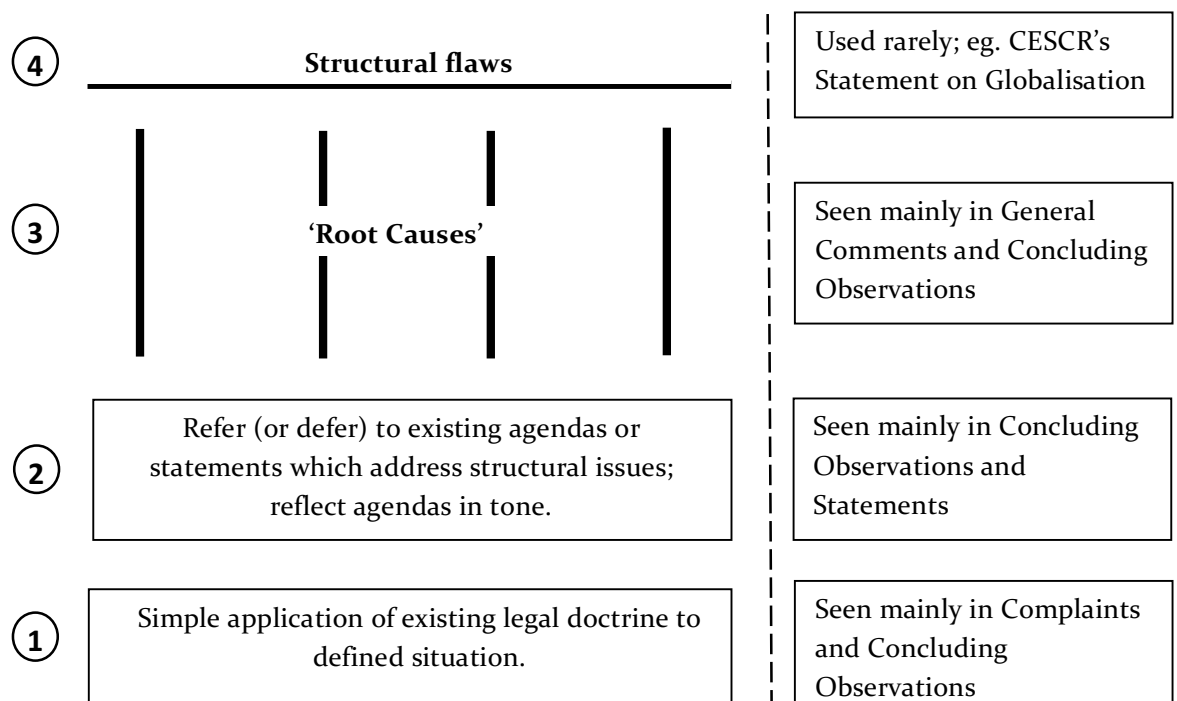 4
Structural flaws
Used rarely; eg. CESCR’s
Statement on Globalisation
3
‘Root Causes’
Seen mainly in General
Comments and Concluding
Observations
2
Refer (or defer) to existing agendas or
statements which address structural issues;
reflect agendas in tone.
Seen mainly in Concluding
Observations and
Statements
1
Simple application of existing legal doctrine to
defined situation.
Seen mainly in Complaints
and Concluding
Observations